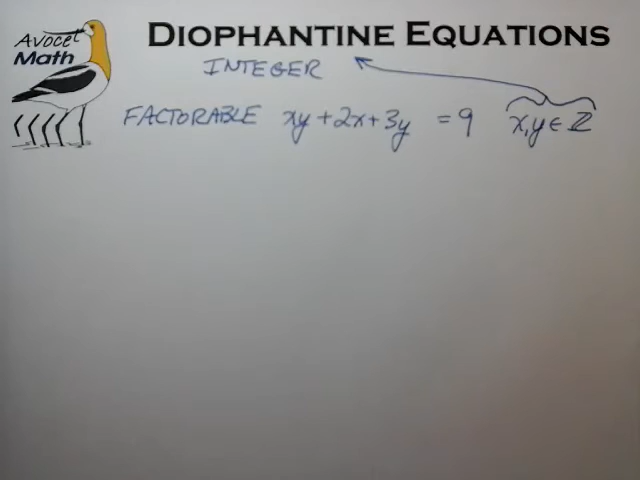 Avocet
Math
DIOPHANTINE EQUATIONS
INTEGER
FACTORABLE xy + 2x + 3y = 9 x, y ∈ ℤ